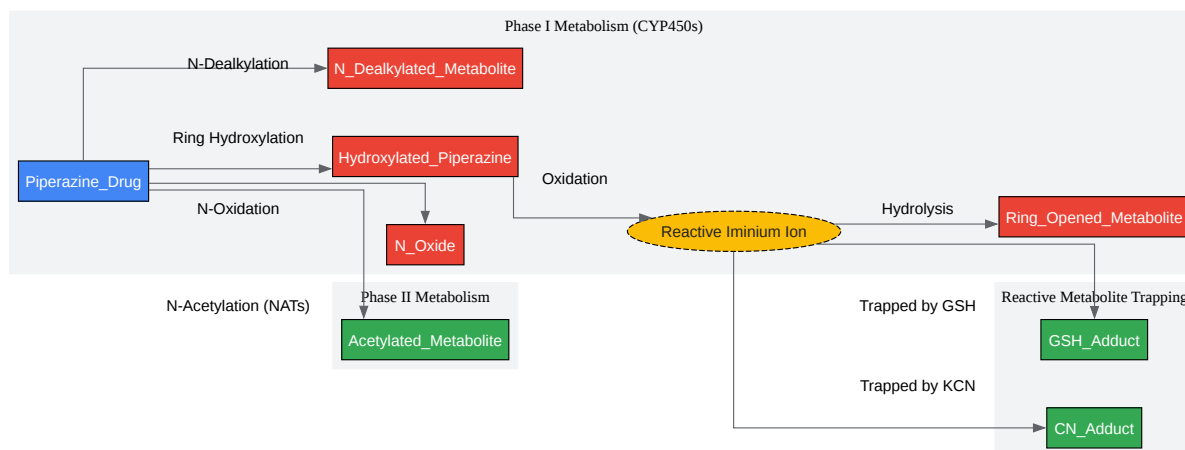 Phase I Metabolism (CYP450s)
N-Dealkylation
N_Dealkylated_Metabolite
Ring Hydroxylation
Hydroxylated_Piperazine
Piperazine_Drug
Oxidation
N-Oxidation
Hydrolysis
Ring_Opened_Metabolite
Reactive Iminium Ion
N_Oxide
Phase II Metabolism
Reactive Metabolite Trapping
N-Acetylation (NATs)
Trapped by GSH
Acetylated_Metabolite
GSH_Adduct
Trapped by KCN
CN_Adduct